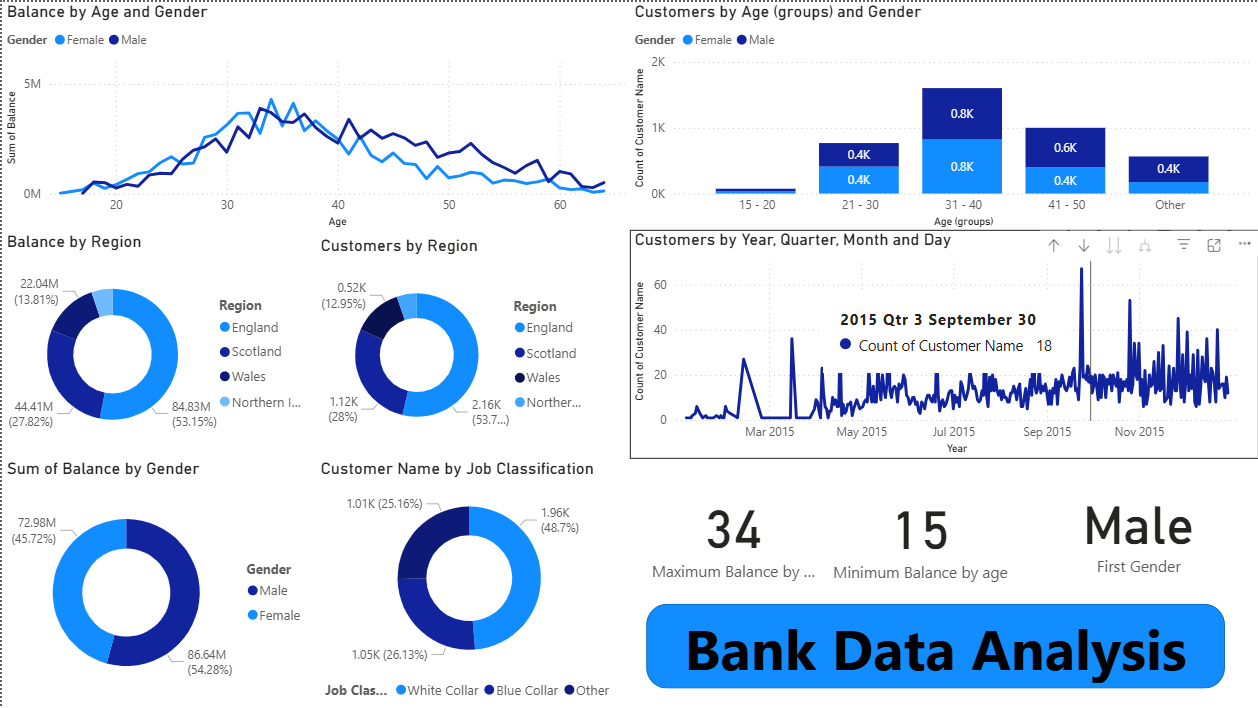 Balance by Age and Gender
Gender Female Male
5M
0M
Sum of Balance
20 30 40 50 60
Age
Customers by Age (groups) and Gender
Gender Female Male
2K
1K
0K
Count of Customer Name
0.4K
0.4K
0.8K
0.8K
0.6K
0.4K
0.4K
15 - 20 21 - 30 31 - 40 41 - 50 Other
Age (groups)
Balance by Region
22.04M
(13.81%)
44.41M
(27.82%)
84.83M
(53.15%)
Region
England
Scotland
Wales
Northern I...
Customers by Region
0.52K
(12.95%)
1.12K
(28%)
2.16K
(53.7...)
Region
England
Scotland
Wales
Norther...
Customers by Year, Quarter, Month and Day
60
40
20
0
Count of Customer Name
2015 Qtr 3 September 30
Count of Customer Name 18
Mar 2015 May 2015 Jul 2015 Sep 2015 Nov 2015
Year
Sum of Balance by Gender
72.98M
(45.72%)
86.64M
(54.28%)
Gender
Male
Female
Customer Name by Job Classification
1.01K (25.16%)
1.96K
(48.7%)
1.05K (26.13%)
Job Clas... White Collar Blue Collar Other
34
Maximum Balance by ...
15
Minimum Balance by age
Male
First Gender
Bank Data Analysis